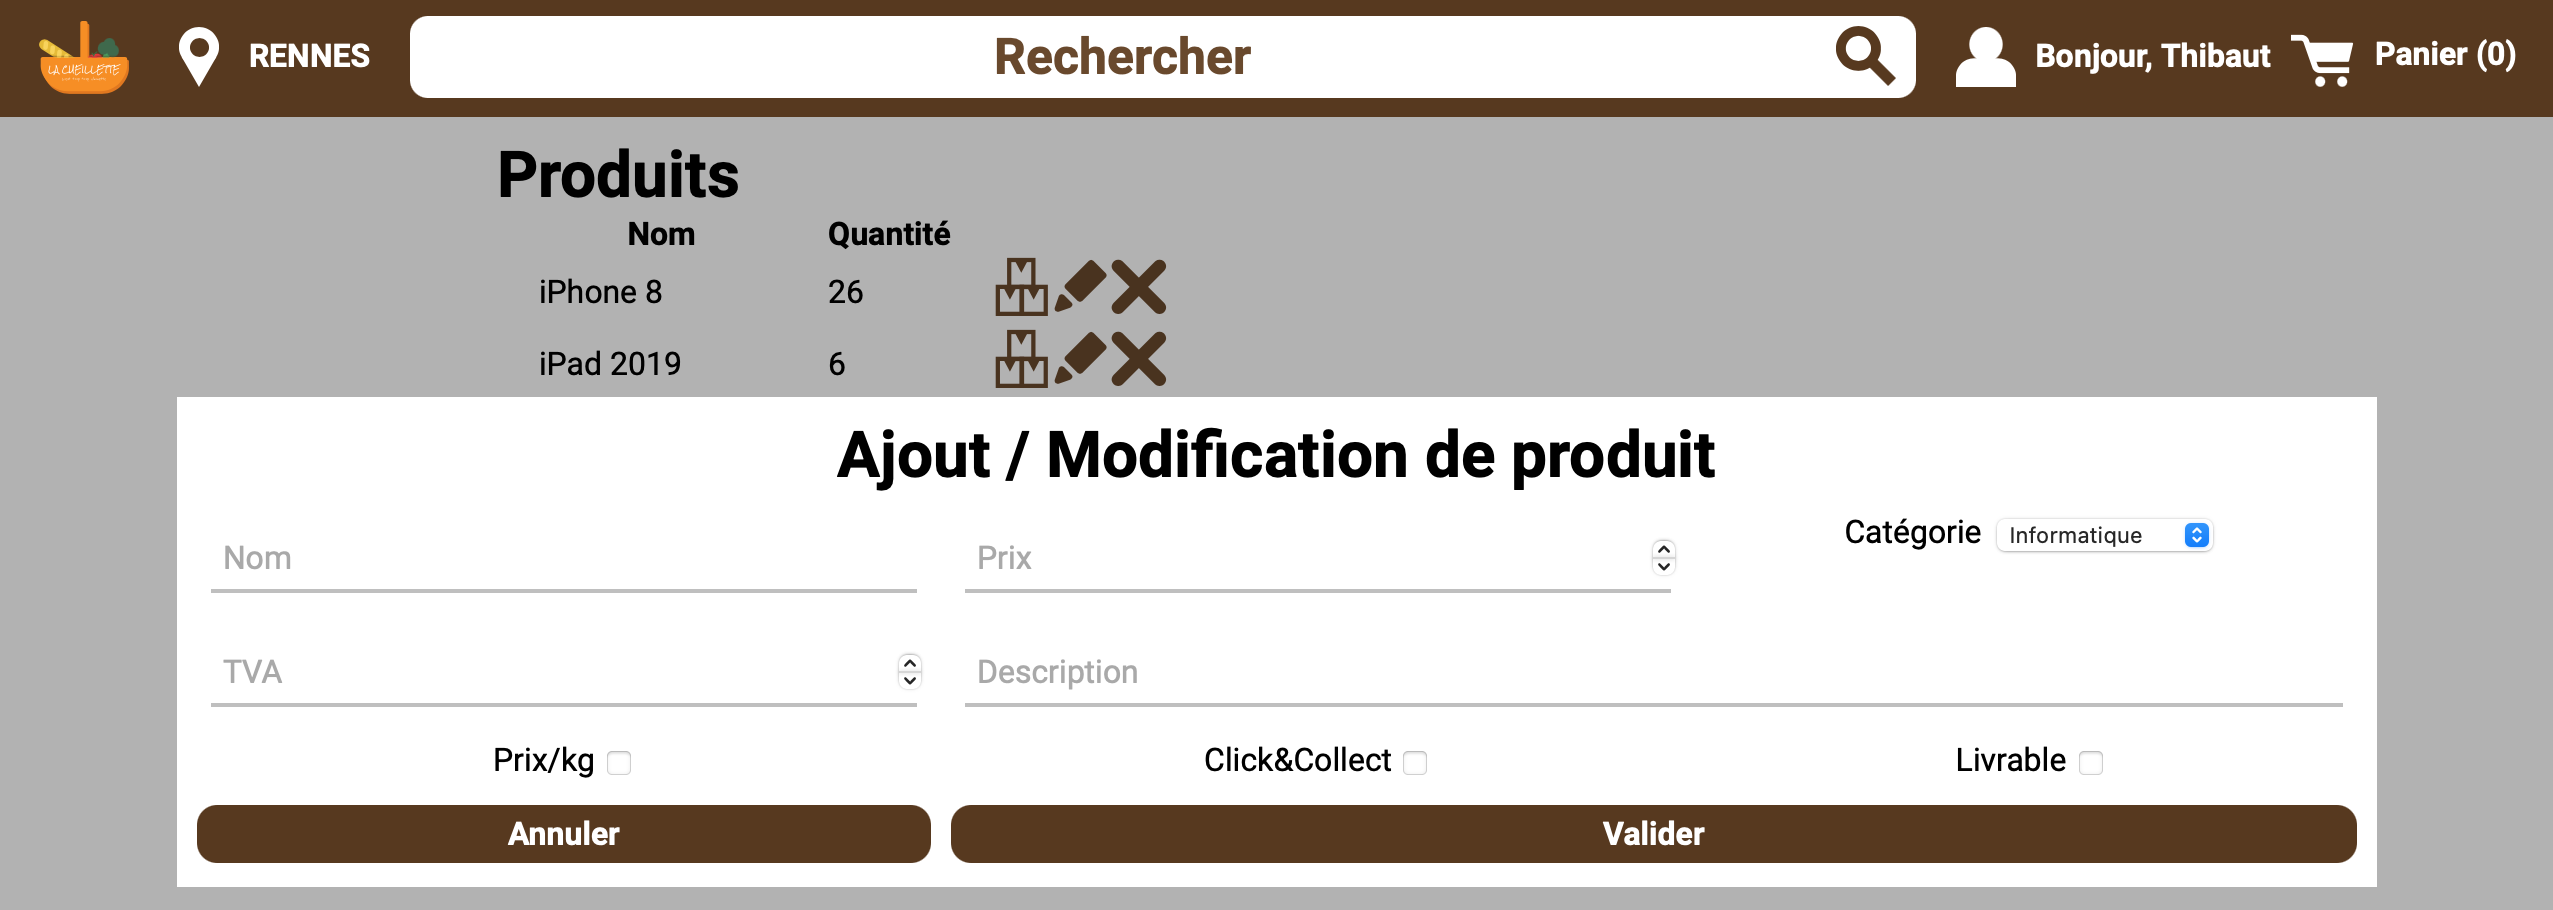 LA CUEILLETTE
RENNES
Rechercher
Bonjour, Thibaut
Panier (0)
Produits
Nom Quantité
iPhone 8 26
iPad 2019 6
Ajout / Modification de produit
Nom
Prix
Catégorie Informatique
TVA
Description
Prix/kg
Click&Collect
Livrable
Annuler
Valider